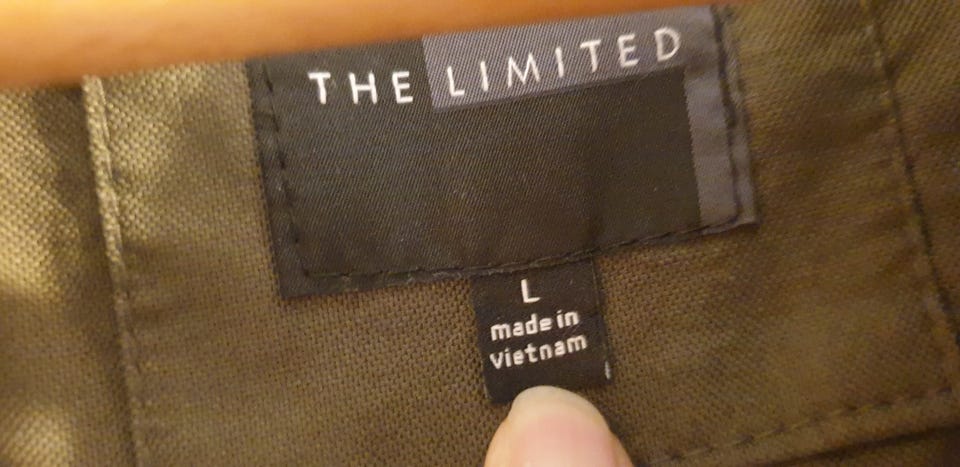 THE LIMITED
L
made in
vietnam